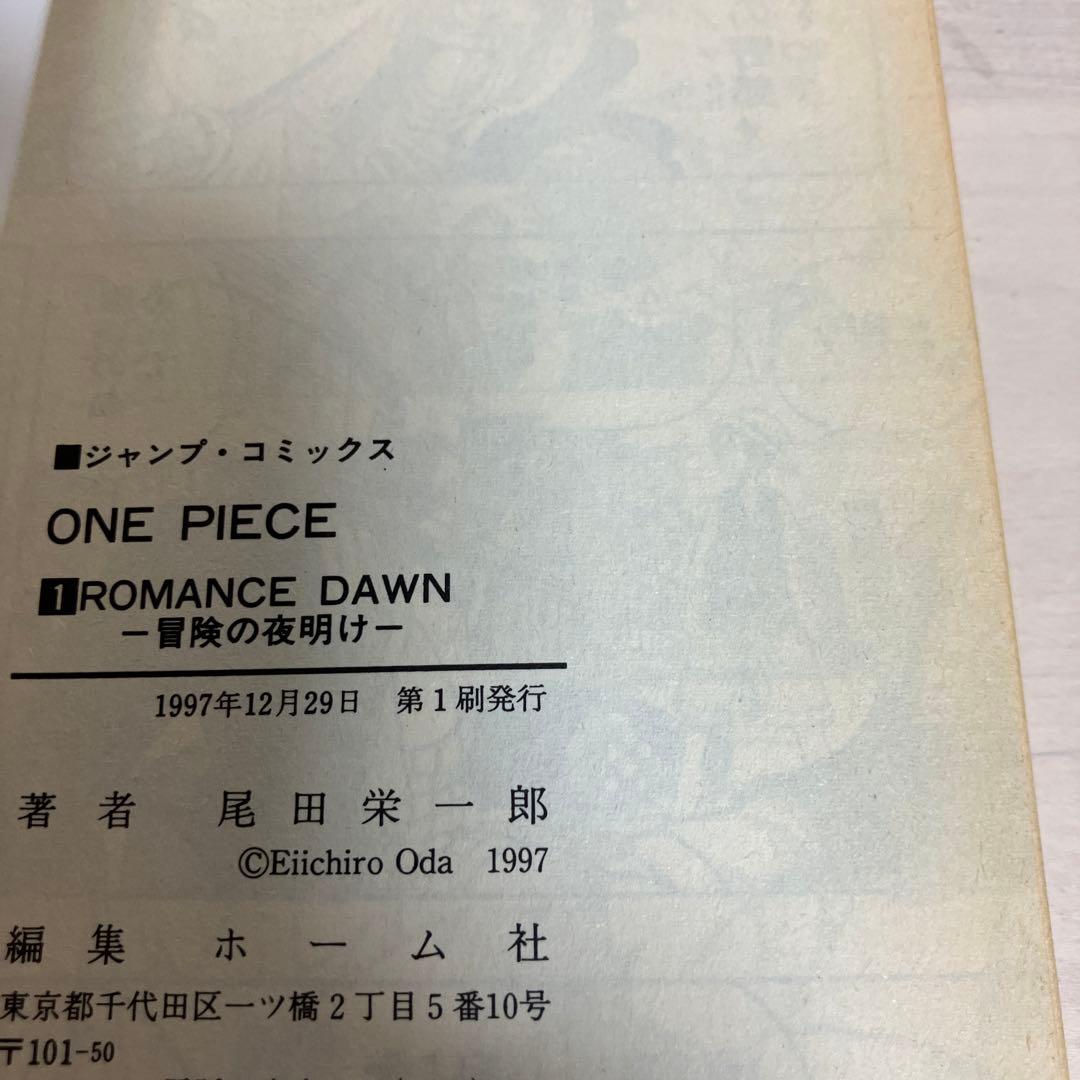 ■ジャンプ・コミックス
ONE PIECE
1ROMANCE DAWN
ー冒険の夜明けー
1997年12月29日 第1刷発行
著者 尾田栄一郎
©Eiichiro Oda 1997
編集 ホーム社
東京都千代田区一ツ橋2丁目5番10号
〒101-50